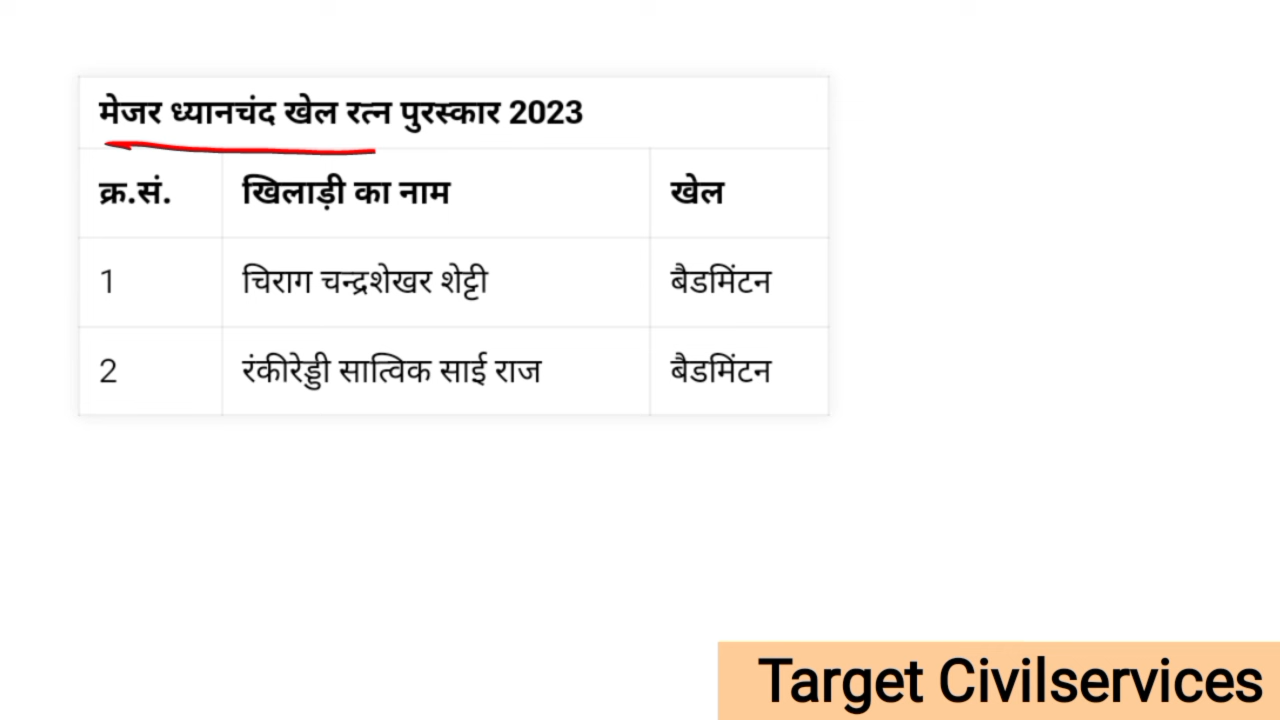 मेजर ध्यानचंद खेल रत्न पुरस्कार 2023
क्र.सं. खिलाड़ी का नाम खेल
1 चिराग चन्द्रशेखर शेट्टी बैडमिंटन
2 रंकीरेड्डी सात्विक साई राज बैडमिंटन
Target Civilservices